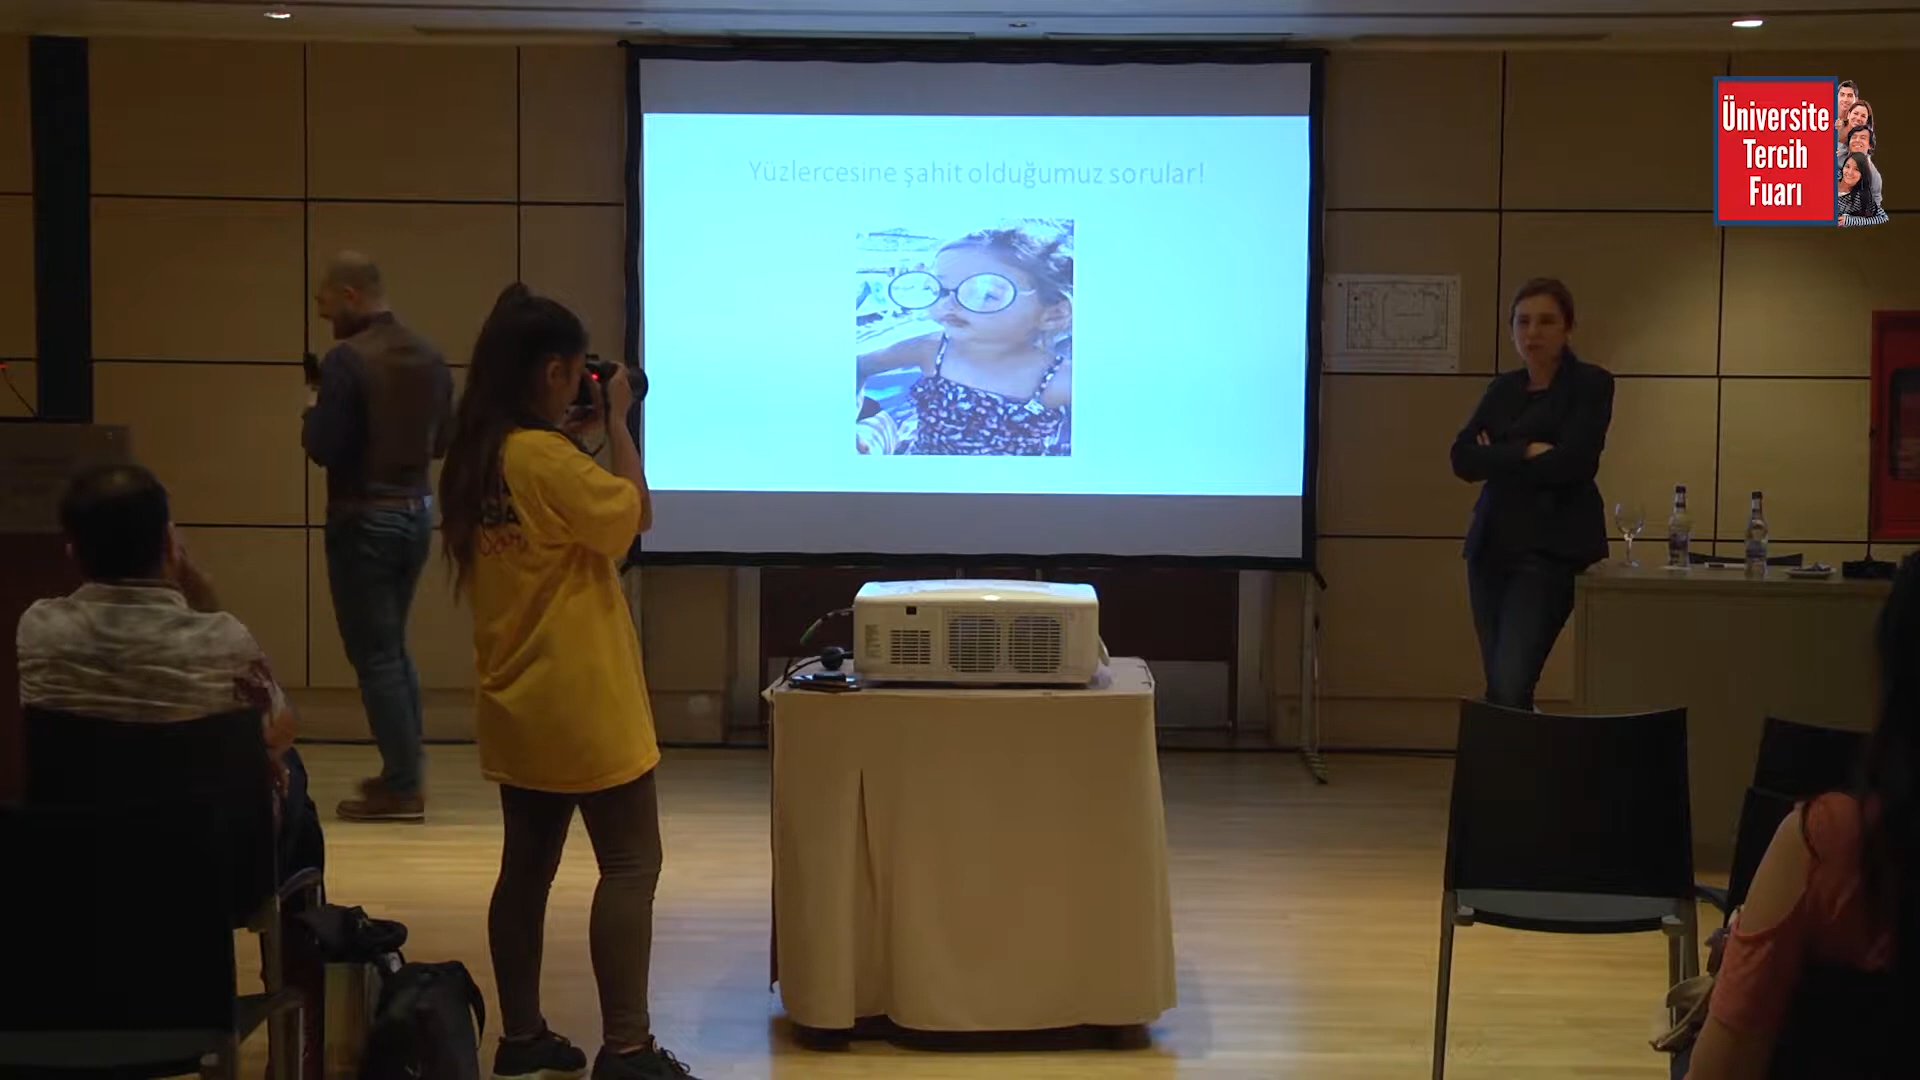 Yüzlercesine şahit olduğumuz sorular!
Üniversite
Tercih
Fuarı